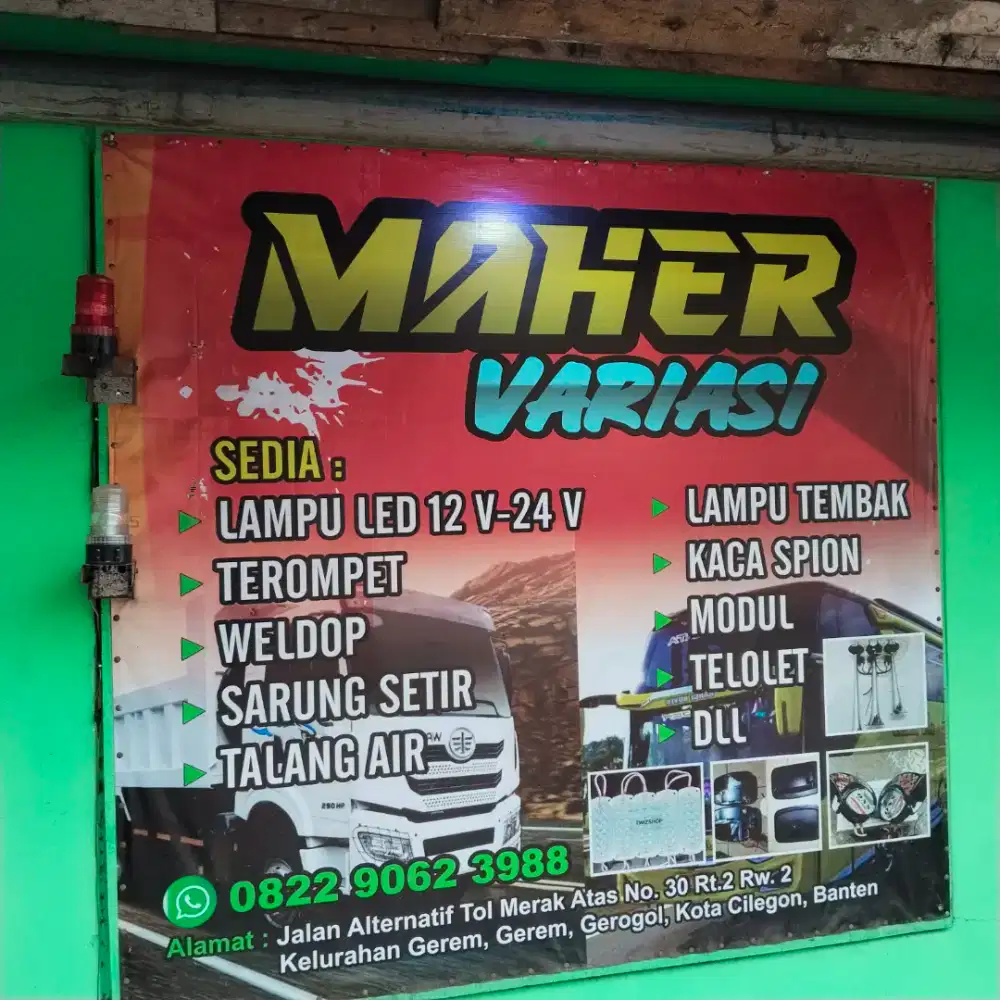 MAHER
VARIASI
SEDIA :
LAMPU LED 12 V-24 V
TEROMPET
WELDOP
SARUNG SETIR
TALANG AIR
LAMPU TEMBAK
KACA SPION
MODUL
TELOLET
DLL
290 HP
0822 9062 3988
Alamat : Jalan Alternatif Tol Merak Atas No. 30 Rt.2 Rw. 2
Kelurahan Gerem, Gerem, Gerogol, Kota Cilegon, Banten